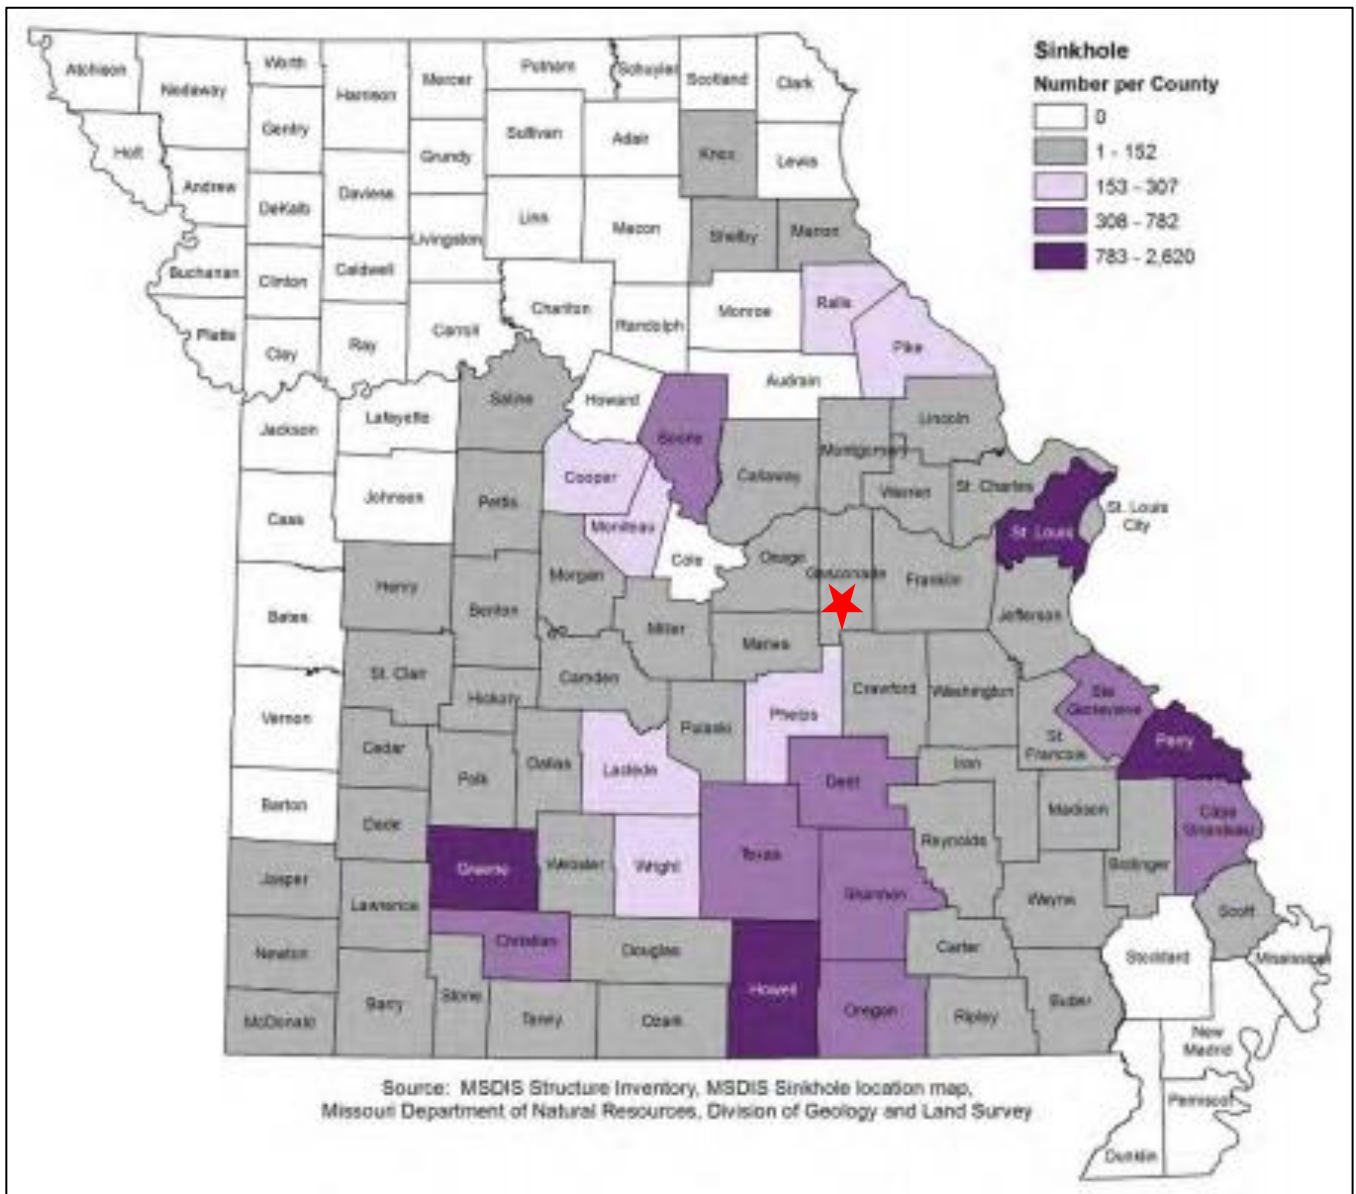 Sinkhole
Number per County
0
1 - 152
153 - 307
308 - 782
783 - 2,620
Atchison
Nodaway
Worth
Harrison
Mercer
Putnam
Schuyler
Scotland
Clark
Holt
Andrew
Gentry
DeKalb
Daviess
Grundy
Sullivan
Adair
Knox
Lewis
Buchanan
Clinton
Caldwell
Livingston
Linn
Macon
Shelby
Marion
Platte
Clay
Ray
Carroll
Chariton
Randolph
Monroe
Ralls
Pike
Jackson
Lafayette
Saline
Howard
Boone
Audrain
Callaway
Montgomery
Lincoln
Warren
St. Charles
St. Louis
St. Louis
City
Cass
Johnson
Pettis
Cooper
Moniteau
Cole
Osage
Gasconade
Franklin
Jefferson
Bates
Henry
Benton
Morgan
Miller
Maries
Vernon
St. Clair
Hickory
Camden
Pulaski
Phelps
Crawford
Washington
St.
Francois
Ste
Genevieve
Perry
Barton
Cedar
Polk
Dallas
Laclede
Dent
Iron
Madison
Cape
Girardeau
Jasper
Dade
Greene
Webster
Wright
Texas
Shannon
Reynolds
Wayne
Bollinger
Scott
Newton
Lawrence
Christian
Douglas
Howell
Carter
Stoddard
Mississippi
McDonald
Barry
Stone
Taney
Ozark
Oregon
Ripley
Butler
New
Madrid
Pemiscot
Dunklin
Source: MSDIS Structure Inventory, MSDIS Sinkhole location map,
Missouri Department of Natural Resources, Division of Geology and Land Survey